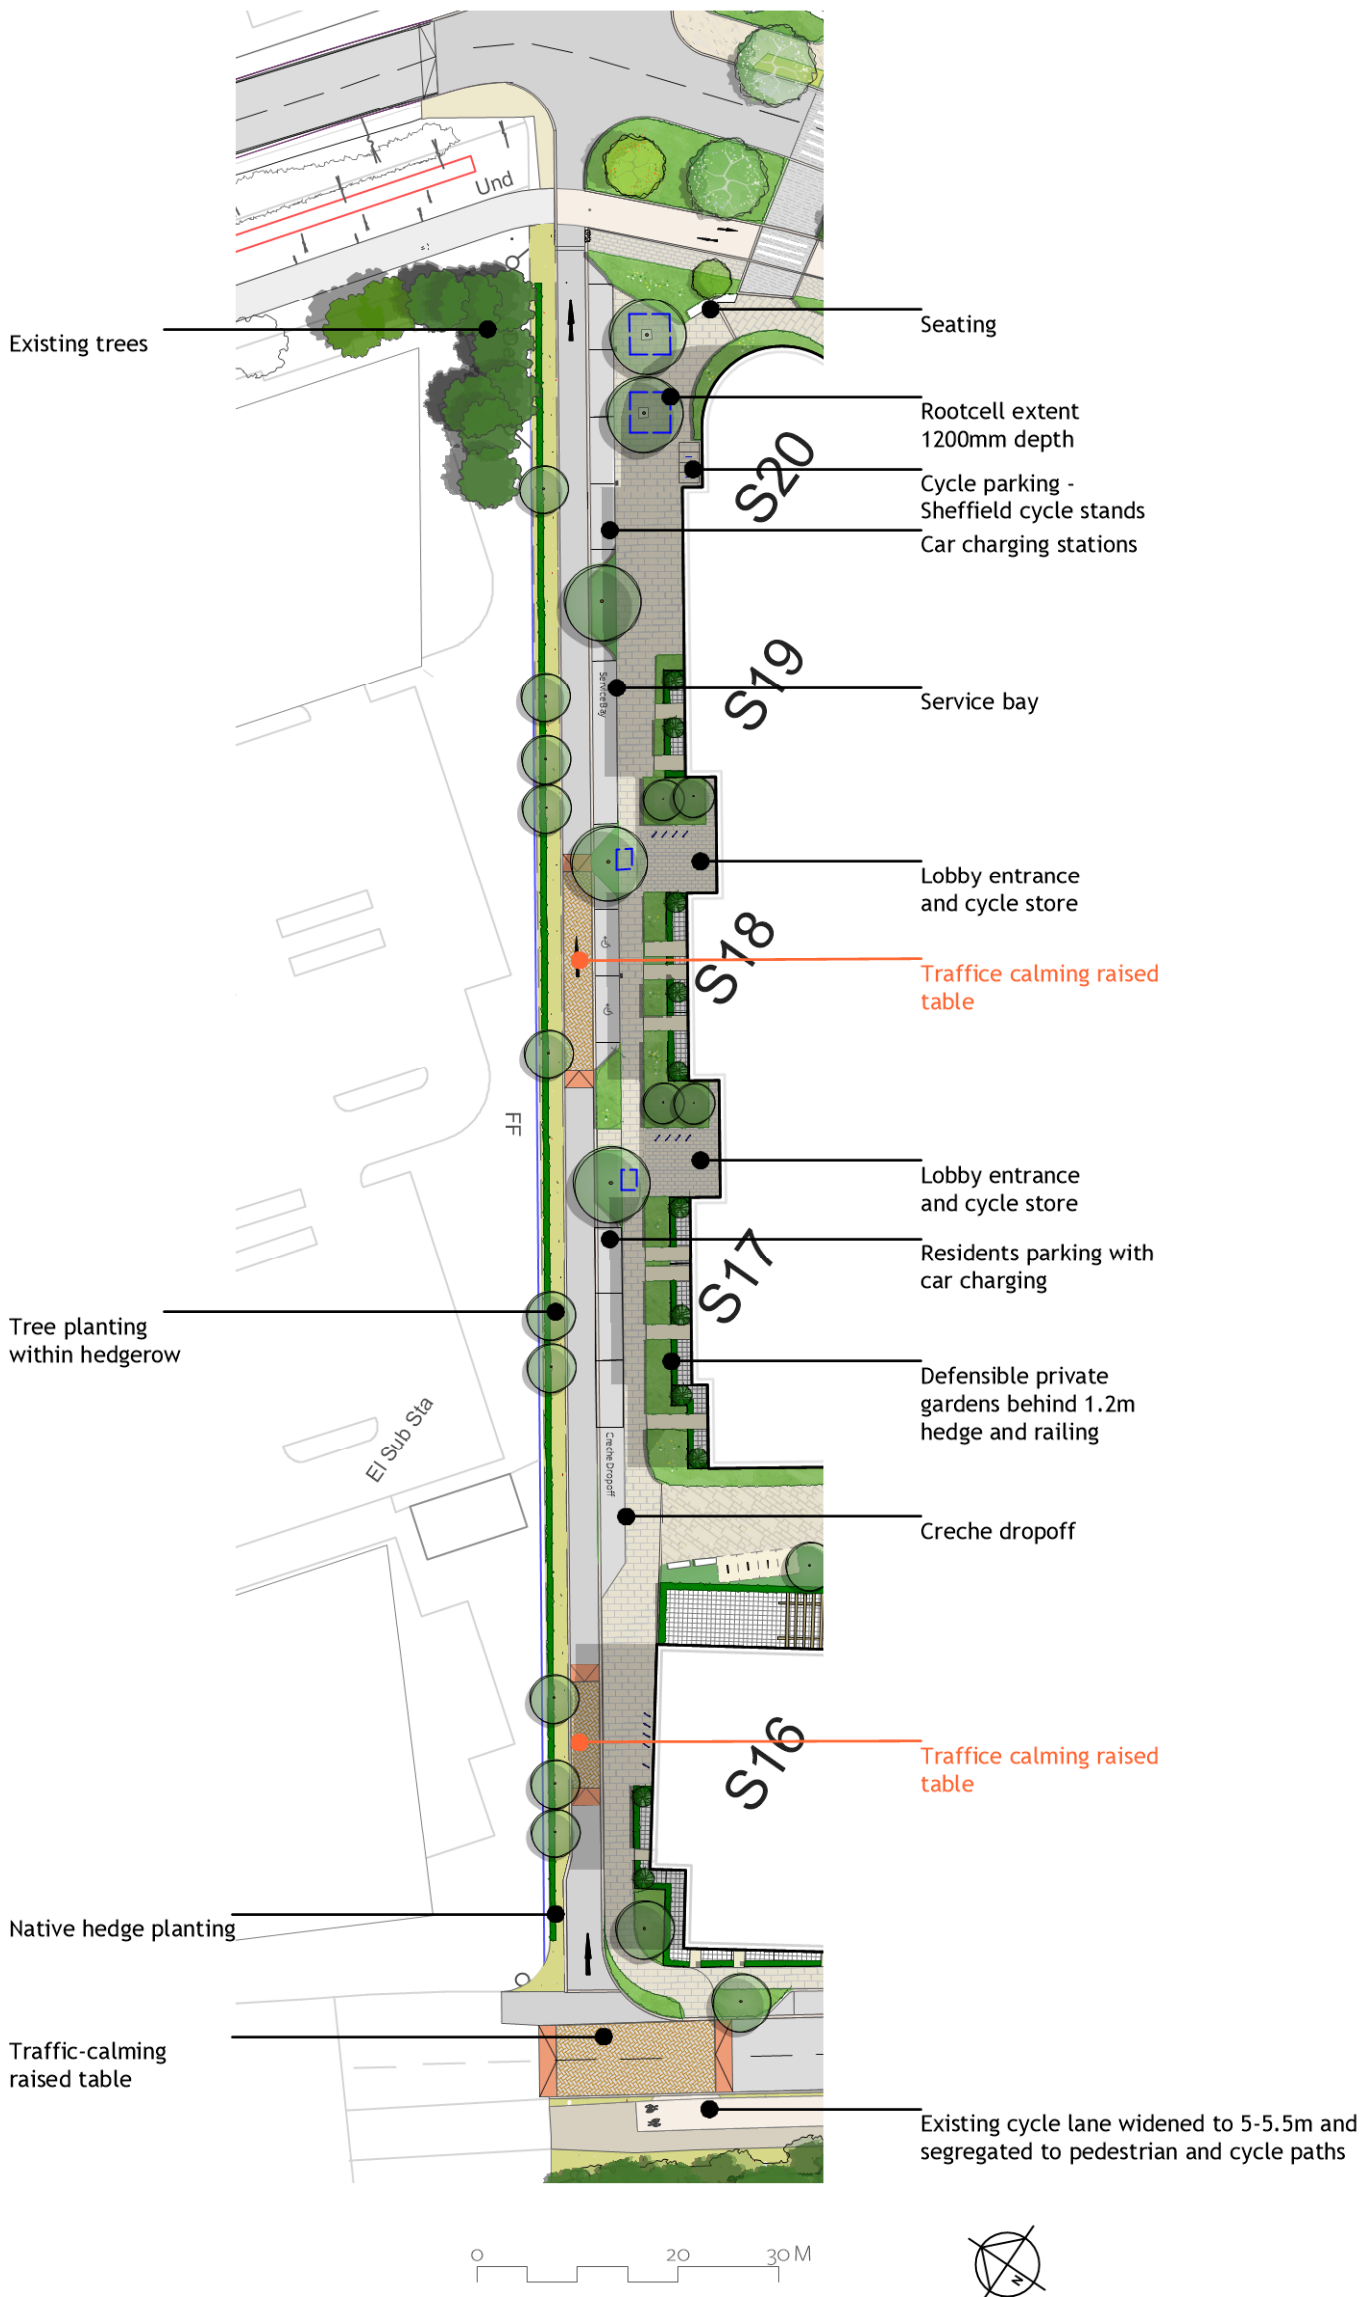 Und
Existing trees
Seating
Rootcell extent
1200mm depth
Cycle parking -
Sheffield cycle stands
Car charging stations
S20
S19
Service Bay
Service bay
Lobby entrance
and cycle store
S18
Traffice calming raised
table
FF
Lobby entrance
and cycle store
S17
Residents parking with
car charging
Tree planting
within hedgerow
Defensible private
gardens behind 1.2m
hedge and railing
El Sub Sta
Creche Dropoff
Creche dropoff
S16
Traffice calming raised
table
Native hedge planting
Traffic-calming
raised table
Existing cycle lane widened to 5-5.5m and
segregated to pedestrian and cycle paths
0 20 30 M
N